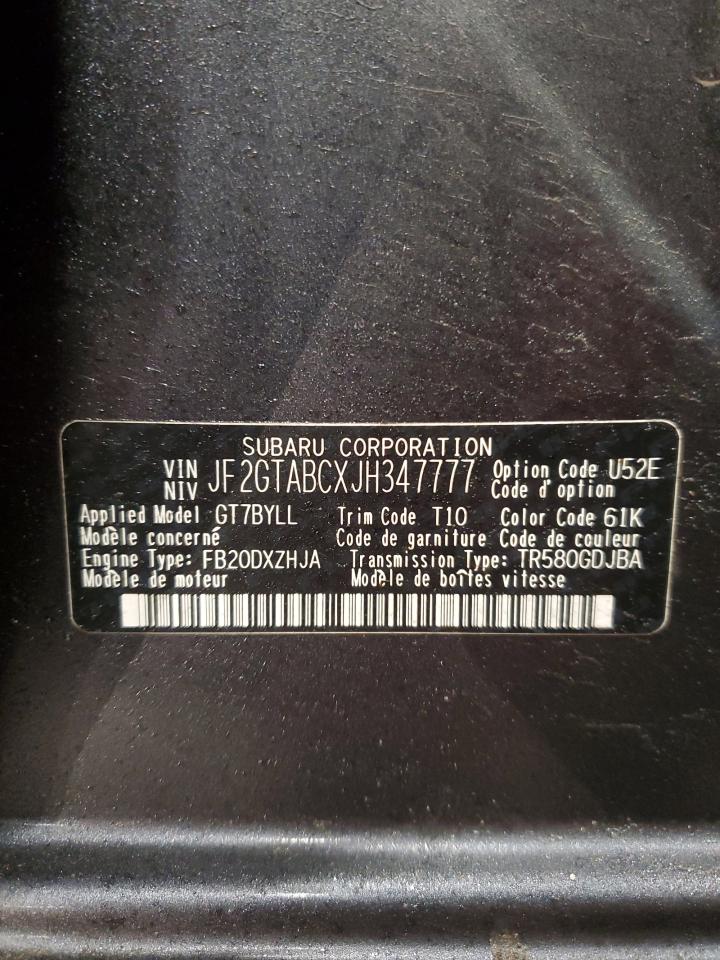 SUBARU CORPORATION
VIN NIV JF2GTABCXJH347777 Option Code U52E
Code d'option
Applied Model GT7BYLL Trim Code T10 Color Code 61K
Modèle concerné Code de garniture Code de couleur
Engine Type: FB20DXZHJA Transmission Type: TR580GDJBA
Modèle de moteur Modèle de boîtes vitesse